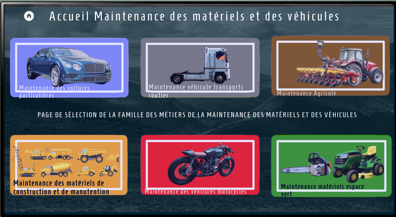 Accueil Maintenance des matériels et des véhicules
Maintenance des voitures
particulières
Maintenance véhicule transports
routier
Maintenance Agricole
PAGE DE SÉLECTION DE LA FAMILLE DES MÉTIERS DE LA MAINTENANCE DES MATÉRIELS ET DES VÉHICULES
Maintenance des matériels de
construction et de manutention
Maintenance des véhicules motocycles
Maintenance matériels espace
vert